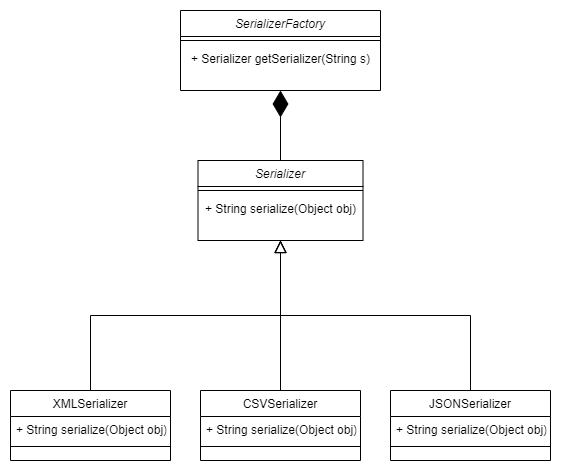 SerializerFactory
+ Serializer getSerializer(String s)
Serializer
+ String serialize(Object obj)
XMLSerializer
+ String serialize(Object obj)
CSVSerializer
+ String serialize(Object obj)
JSONSerializer
+ String serialize(Object obj)